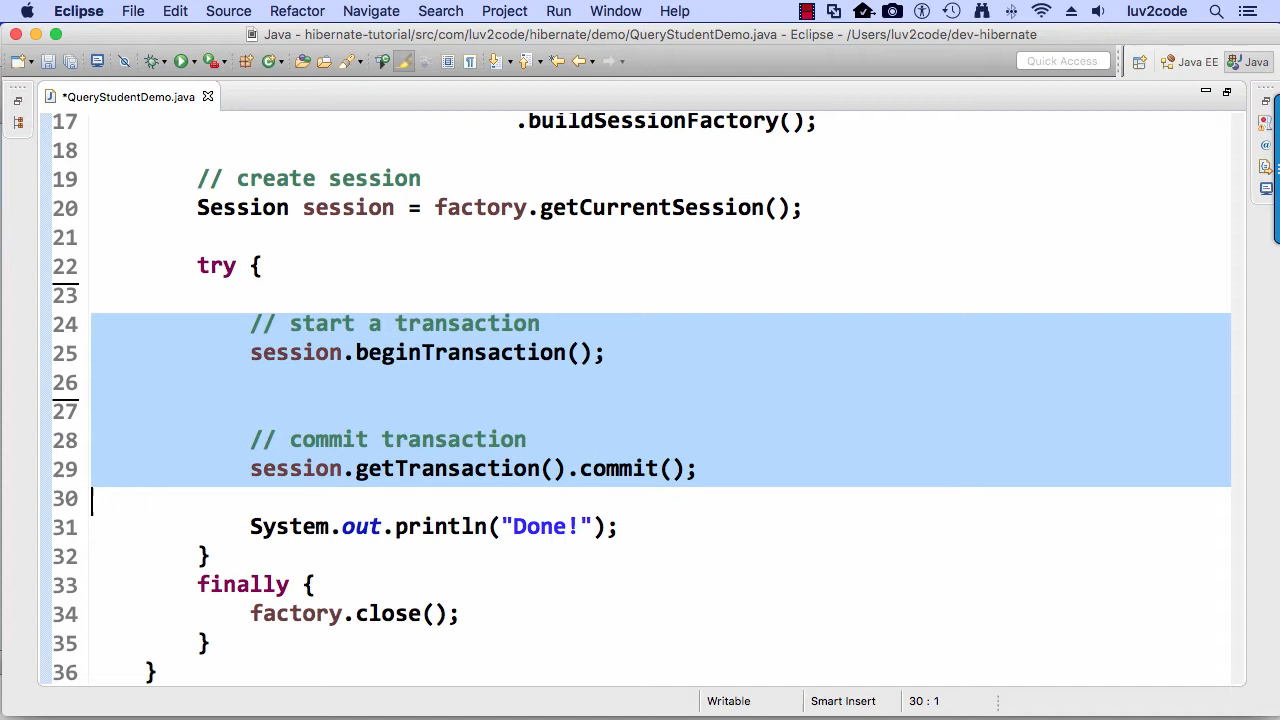 Eclipse File Edit Source Refactor Navigate Search Project Run Window Help luv2code
Java - hibernate-tutorial/src/com/luv2code/hibernate/demo/QueryStudentDemo.java - Eclipse - /Users/luv2code/dev-hibernate
Quick Access Java EE Java
*QueryStudentDemo.java
17 .buildSessionFactory();
18
19 // create session
20 Session session = factory.getCurrentSession();
21
22 try {
23
24 // start a transaction
25 session.beginTransaction();
26
27
28 // commit transaction
29 session.getTransaction().commit();
30
31 System.out.println("Done!");
32 }
33 finally {
34 factory.close();
35 }
36 }
Writable Smart Insert 30 : 1